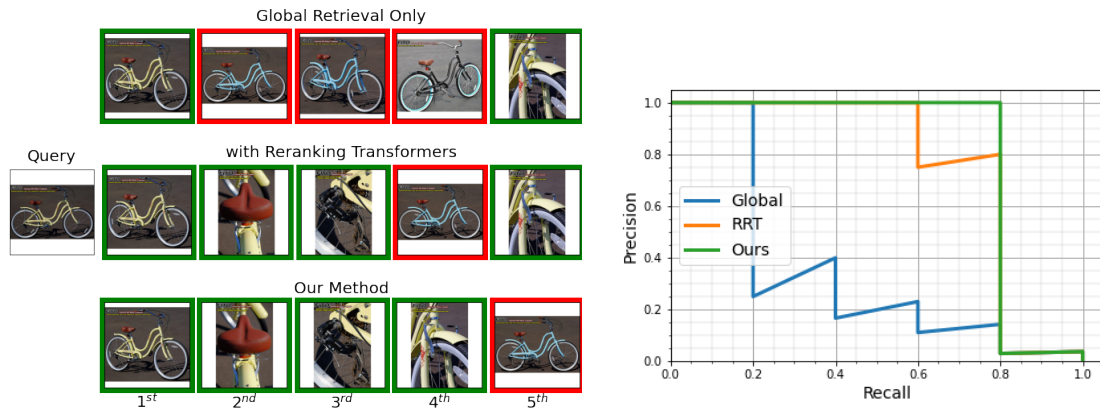 Global Retrieval Only
Query
with Reranking Transformers
Our Method
1st
2nd
3rd
4th
5th
Precision
1.0
0.8
0.6
0.4
0.2
0.0
Global
RRT
Ours
0.0
0.2
0.4
0.6
0.8
1.0
Recall